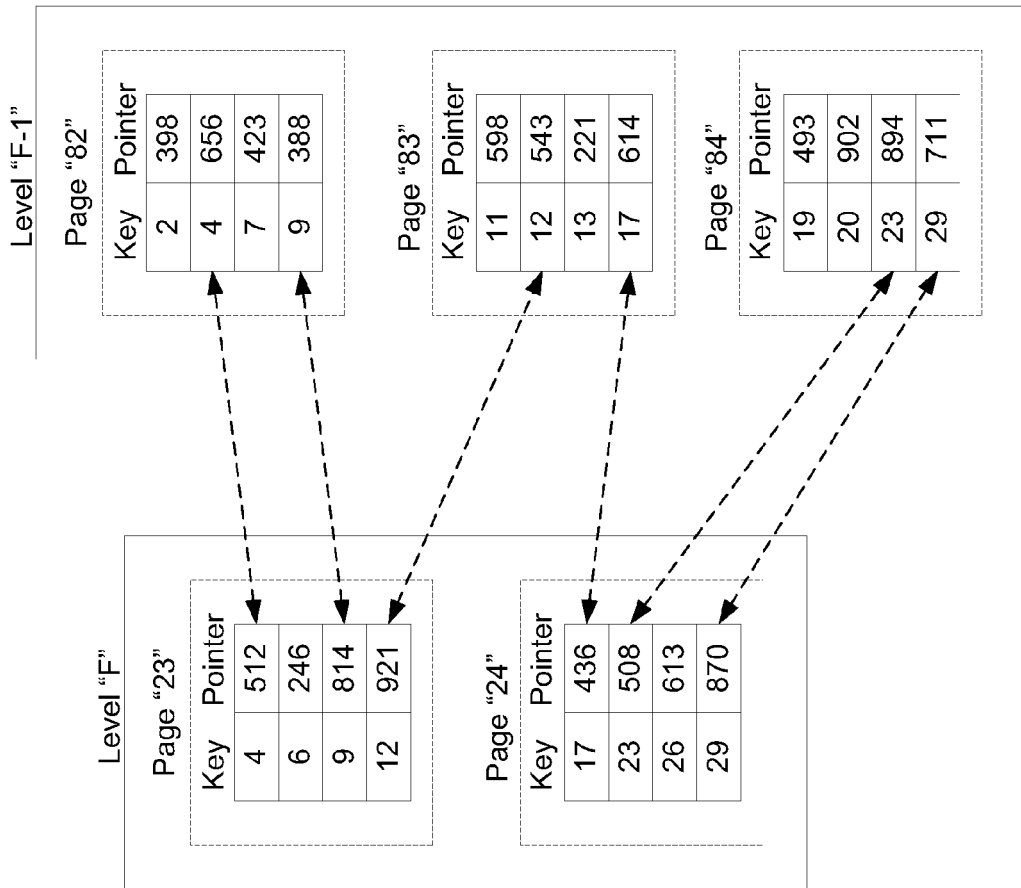 Level “F”
Page “23”
Key Pointer
4 512
6 246
9 814
12 921
Page “24”
Key Pointer
17 436
23 508
26 613
29 870
Level “F-1”
Page “82”
Key Pointer
2 398
4 656
7 423
9 388
Page “83”
Key Pointer
11 598
12 543
13 221
17 614
Page “84”
Key Pointer
19 493
20 902
23 894
29 711